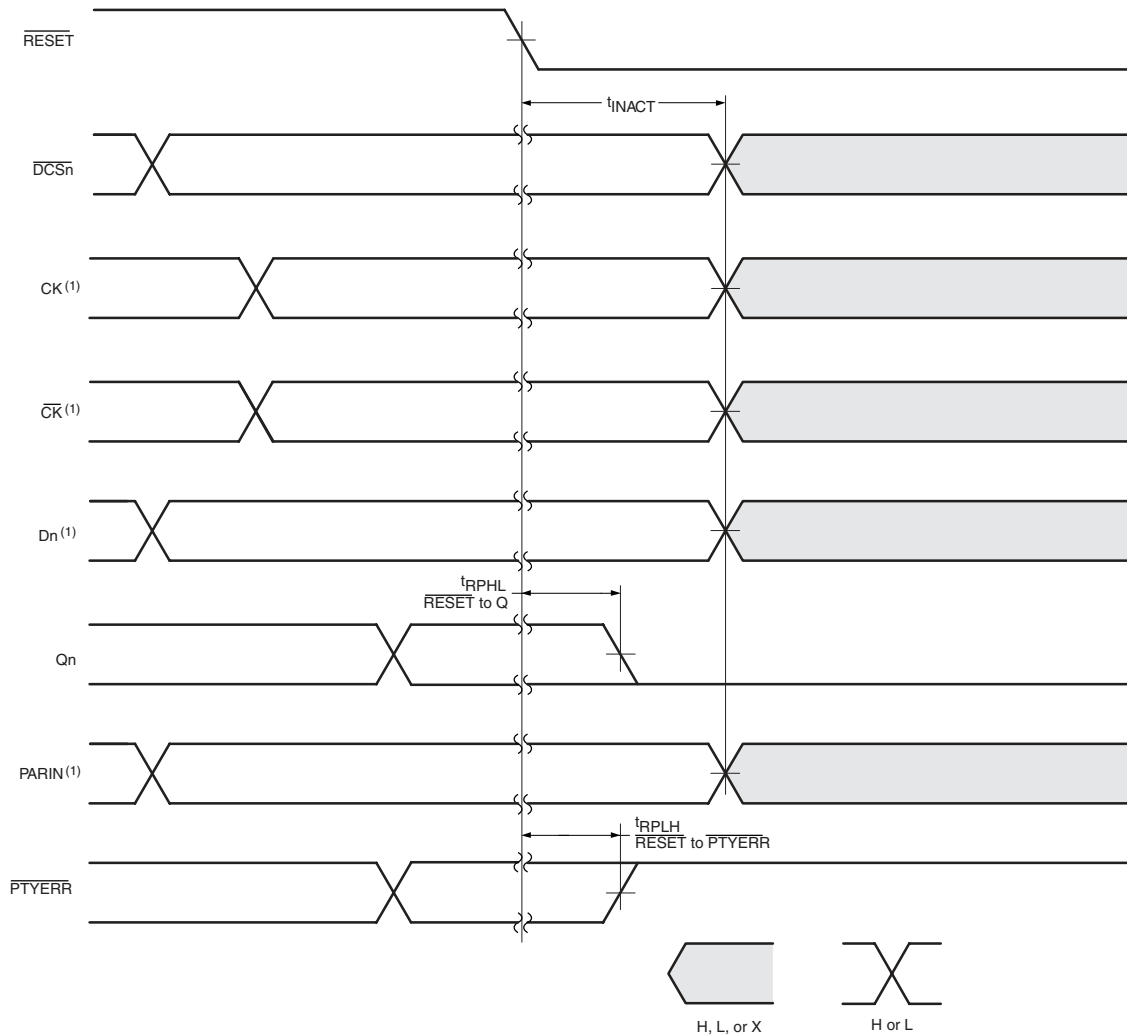 RESET
tINACT
DCSn
CK(1)
CK(1)
Dn(1)
tRPHL
RESET to Q
Qn
PARIN(1)
tRPLH
RESET to PTYERR
PTYERR
H, L, or X
H or L